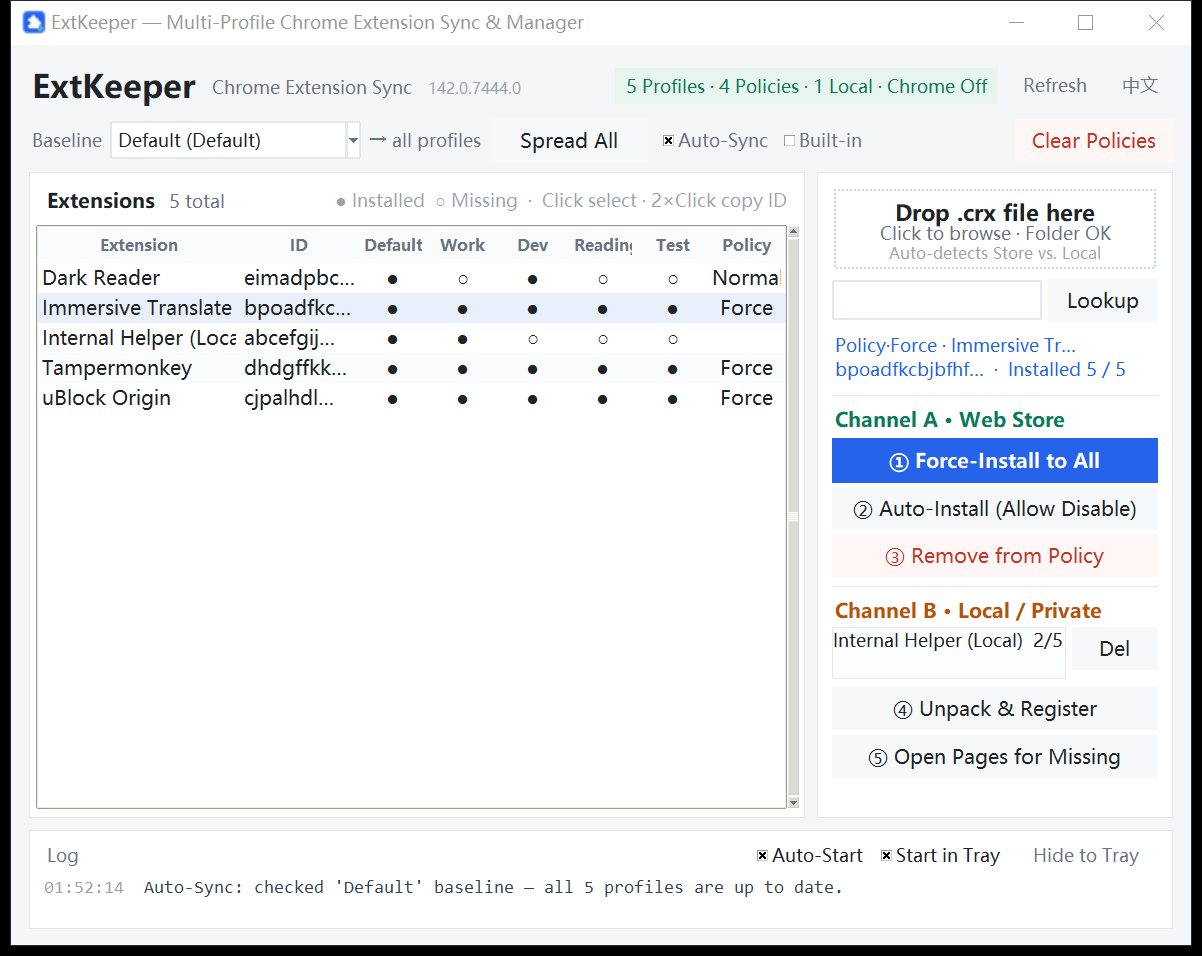 ExtKeeper — Multi-Profile Chrome Extension Sync & Manager
ExtKeeper Chrome Extension Sync 142.0.7444.0 5 Profiles · 4 Policies · 1 Local · Chrome Off Refresh 中文
Baseline Default (Default) → all profiles Spread All Auto-Sync Built-in Clear Policies
Extensions 5 total ● Installed ○ Missing · Click select · 2×Click copy ID
Extension ID Default Work Dev Reading Test Policy
Dark Reader eimadpbc... ● ○ ● ○ ○ Normal
Immersive Translate bpoadfkc... ● ● ● ● ● Force
Internal Helper (Loca abcefgij... ● ● ○ ○ ○
Tampermonkey dhdgffkk... ● ● ● ● ● Force
uBlock Origin cjpalhdl... ● ● ● ● ● Force
Drop .crx file here
Click to browse · Folder OK
Auto-detects Store vs. Local
Lookup
Policy·Force · Immersive Tr...
bpoadfkcbjbfhf... · Installed 5 / 5
Channel A • Web Store
① Force-Install to All
② Auto-Install (Allow Disable)
③ Remove from Policy
Channel B • Local / Private
Internal Helper (Local) 2/5 Del
④ Unpack & Register
⑤ Open Pages for Missing
Log Auto-Start Start in Tray Hide to Tray
01:52:14 Auto-Sync: checked 'Default' baseline — all 5 profiles are up to date.